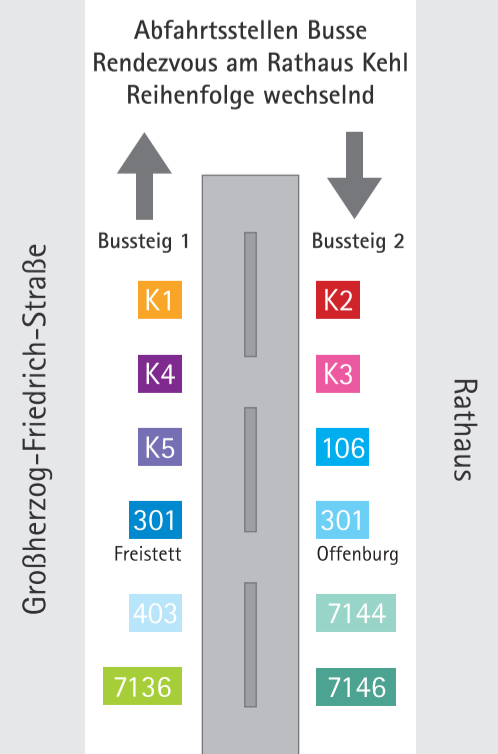 Abfahrtsstellen Busse
Rendezvous am Rathaus Kehl
Reihenfolge wechselnd
Großherzog-Friedrich-Straße
Bussteig 1
K1
K4
K5
301
Freistett
403
7136
Bussteig 2
K2
K3
106
301
Offenburg
7144
7146
Rathaus